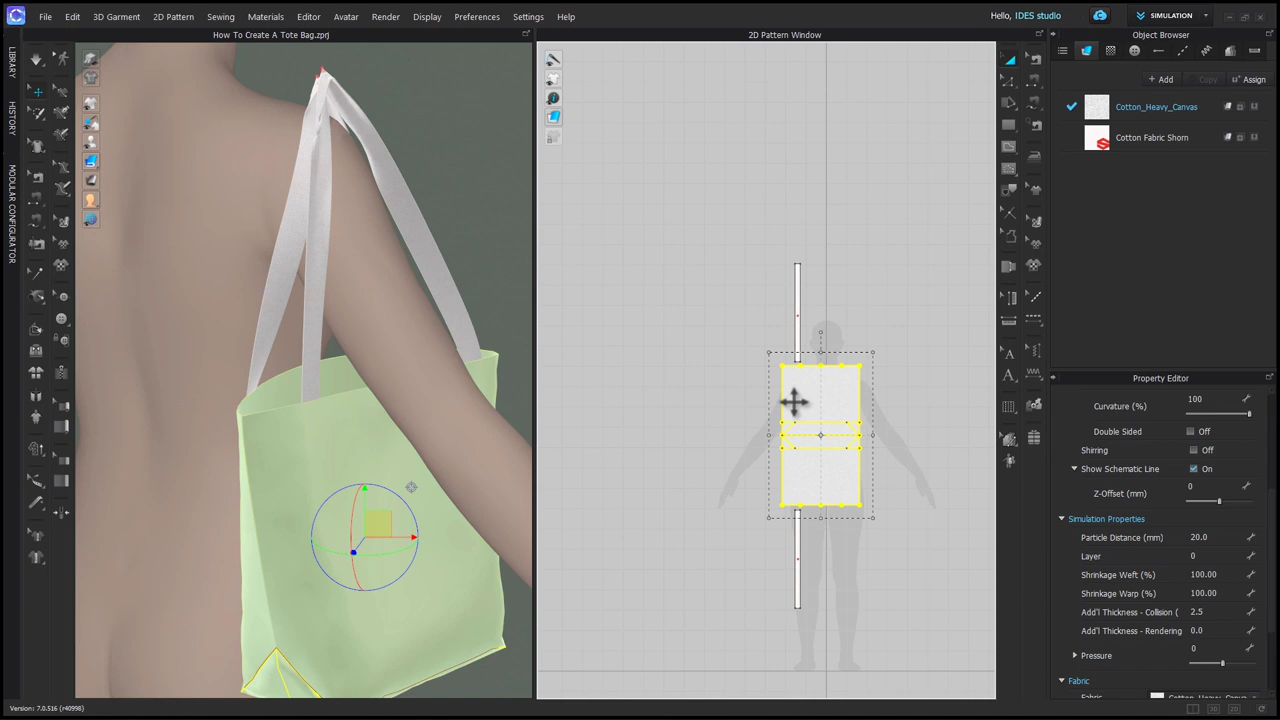 File Edit 3D Garment 2D Pattern Sewing Materials Editor Avatar Render Display Preferences Settings Help
Hello, IDES studio
SIMULATION
How To Create A Tote Bag.zprj
2D Pattern Window
Object Browser
LIBRARY
HISTORY
MODULAR CONFIGURATOR
Add
Copy
Assign
Cotton_Heavy_Canvas
Cotton Fabric Shorn
Property Editor
Curvature (%) 100
Double Sided Off
Shirring Off
Show Schematic Line On
Z-Offset (mm) 0
Simulation Properties
Particle Distance (mm) 20.0
Layer 0
Shrinkage Weft (%) 100.00
Shrinkage Warp (%) 100.00
Add'l Thickness - Collision ( 2.5
Add'l Thickness - Rendering 0.0
Pressure 0
Fabric
Fabric Cotton_Heavy_Canva
Version: 7.0.516 (r40998)
3D
2D